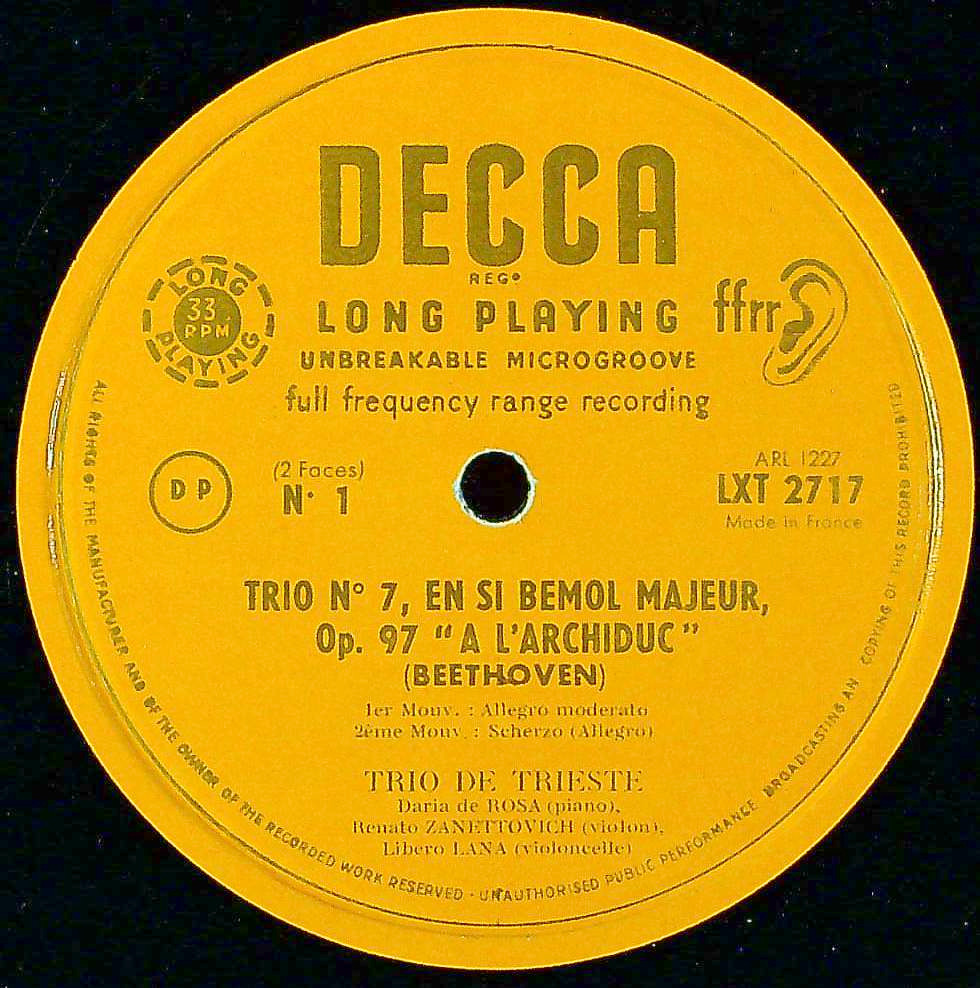 DECCA
REGº
LONG PLAYING
33 RPM
LONG PLAYING
ffrr
UNBREAKABLE MICROGROOVE
full frequency range recording
D P
(2 Faces)
N· 1
ARL 1227
LXT 2717
Made in France
TRIO Nº 7, EN SI BEMOL MAJEUR,
Op. 97 "A L'ARCHIDUC"
(BEETHOVEN)
1er Mouv. : Allegro moderato
2ème Mouv. : Scherzo (Allegro)
TRIO DE TRIESTE
Daria de ROSA (piano),
Renato ZANETTOVICH (violon),
Libero LANA (violoncelle)
ALL RIGHTS OF THE MANUFACTURER AND OF THE OWNER OF THE RECORDED WORK RESERVED · UNAUTHORISED PUBLIC PERFORMANCE BROADCASTING AN COPYING OF THIS RECORD PROHIBITED